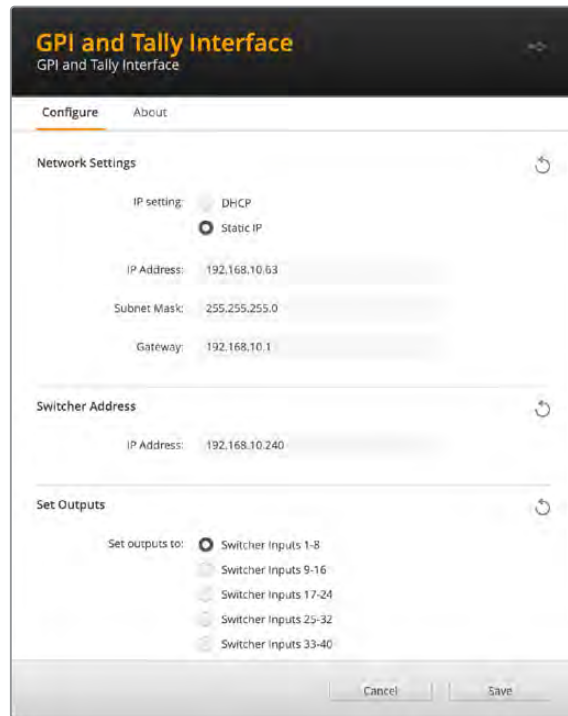 GPI and Tally Interface
GPI and Tally Interface
Configure About
Network Settings
IP setting: DHCP
Static IP
IP Address: 192.168.10.63
Subnet Mask: 255.255.255.0
Gateway: 192.168.10.1
Switcher Address
IP Address: 192.168.10.240
Set Outputs
Set outputs to: Switcher Inputs 1-8
Switcher Inputs 9-16
Switcher Inputs 17-24
Switcher Inputs 25-32
Switcher Inputs 33-40
Cancel Save